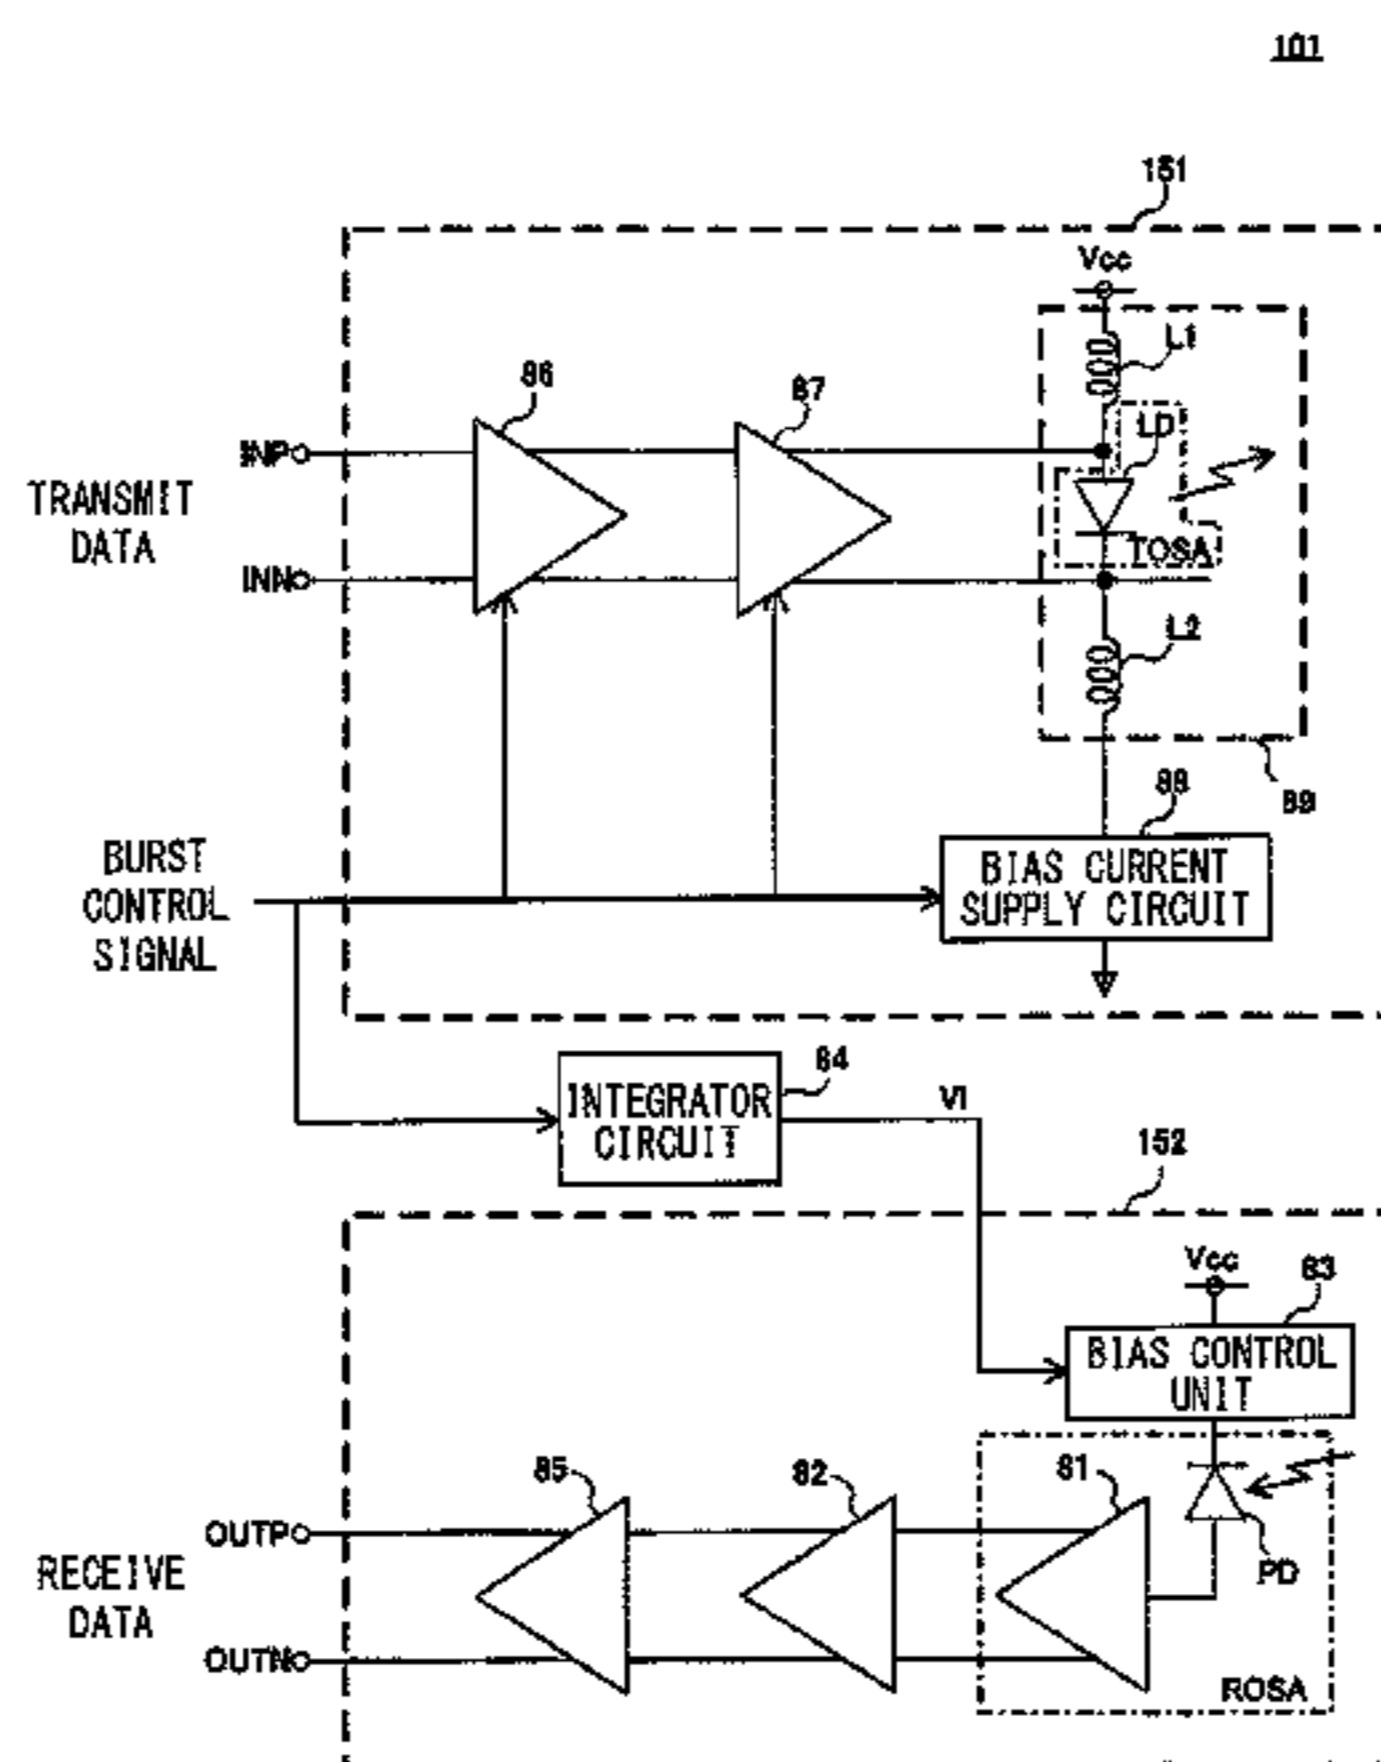 101
151
Vcc
L1
86
87
LD
INP
TRANSMIT
DATA
TOSA
INN
L2
88
89
BURST
CONTROL
SIGNAL
BIAS CURRENT
SUPPLY CIRCUIT
84
INTEGRATOR
CIRCUIT
VI
152
Vcc
83
BIAS CONTROL
UNIT
85
82
81
OUTP
PD
RECEIVE
DATA
OUTN
ROSA